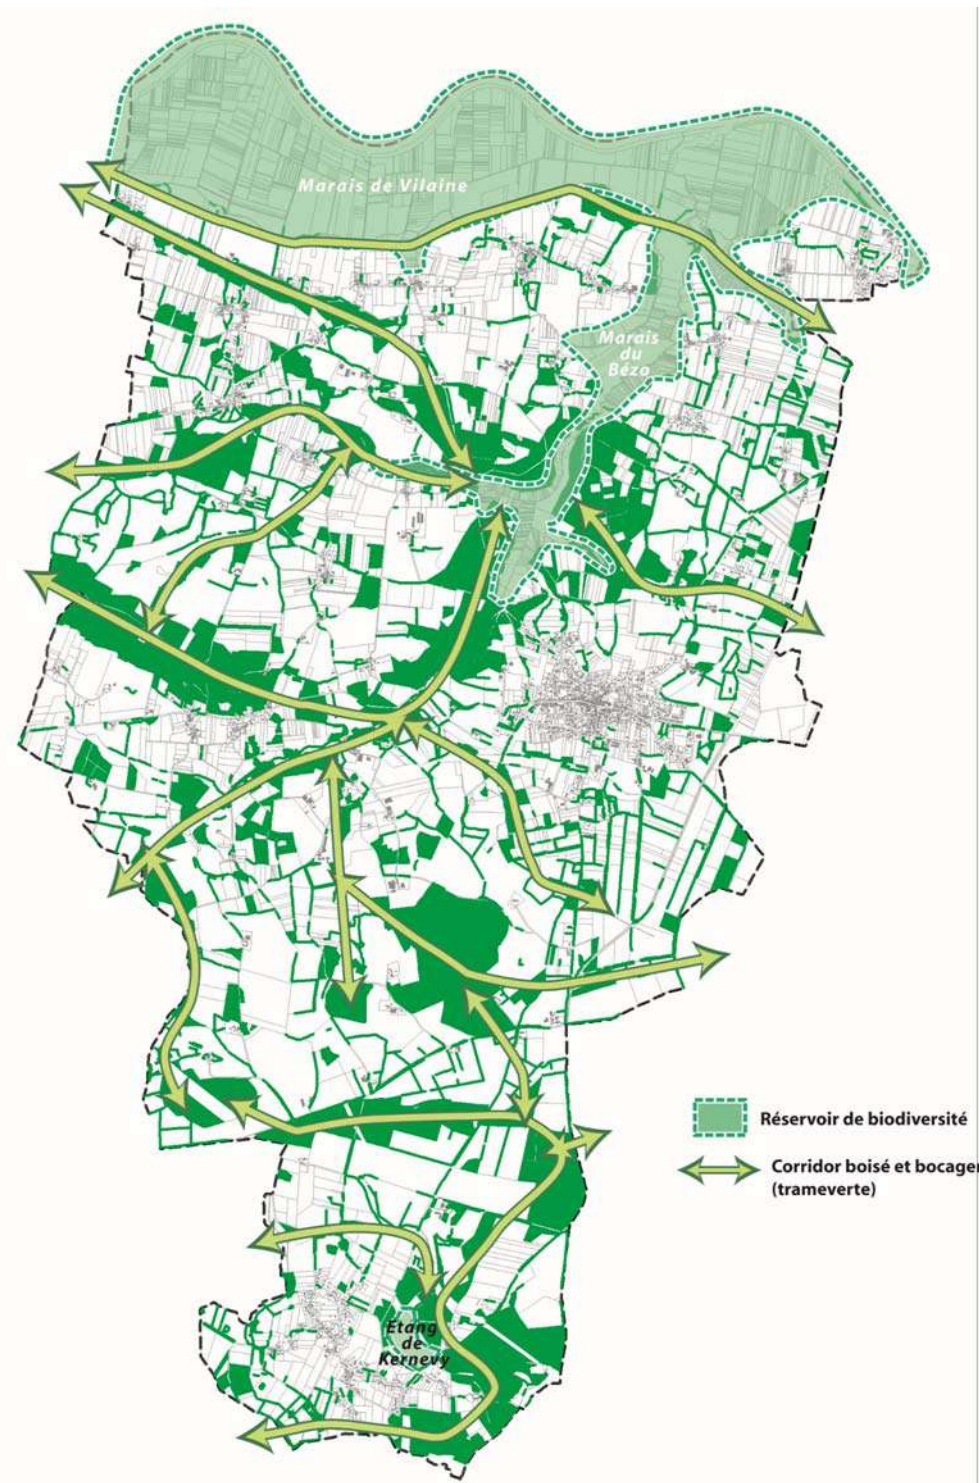 Marais de Vilaine
Marais
du
Bézo
Réservoir de biodiversité
Corridor boisé et bocager
(trameverte)
Etang
de
Kernevy